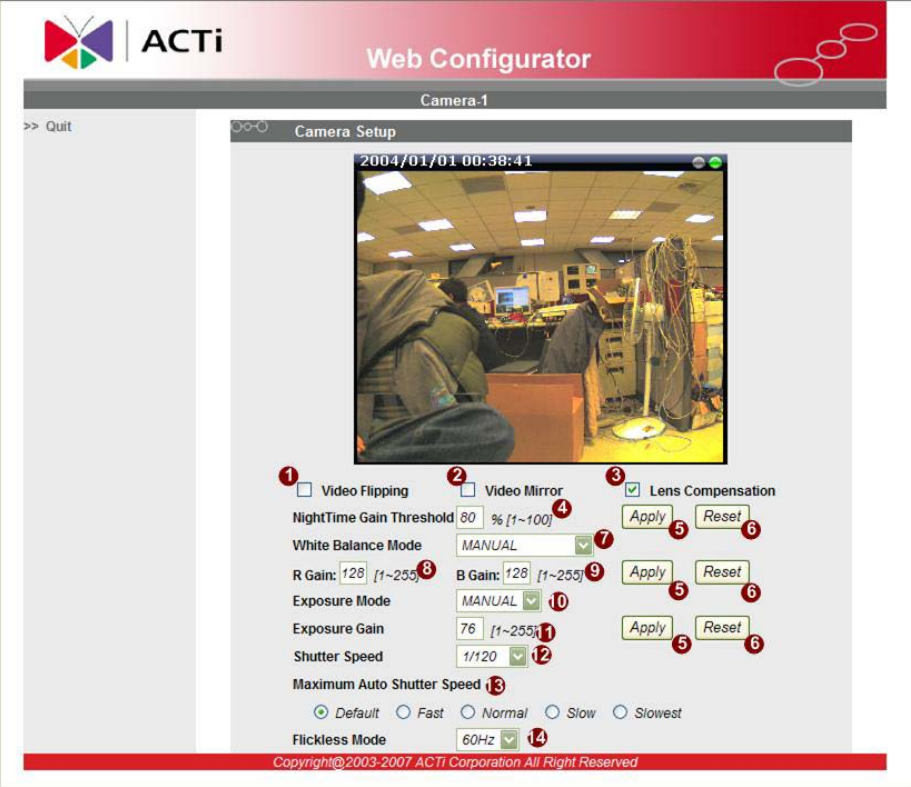 ACTi
Web Configurator
Camera-1
>> Quit
Camera Setup
2004/01/01 00:38:41
1 2 3
Video Flipping Video Mirror Lens Compensation
NightTime Gain Threshold 80 % [1~100] 4 Apply 5 Reset 6
White Balance Mode MANUAL 7
R Gain: 128 [1~255] 8 B Gain: 128 [1~255] 9 Apply 5 Reset 6
Exposure Mode MANUAL 10
Exposure Gain 76 [1~255] 11 Apply 5 Reset 6
Shutter Speed 1/120 12
Maximum Auto Shutter Speed 13
Default Fast Normal Slow Slowest
Flickless Mode 60Hz 14
Copyright@2003-2007 ACTi Corporation All Right Reserved